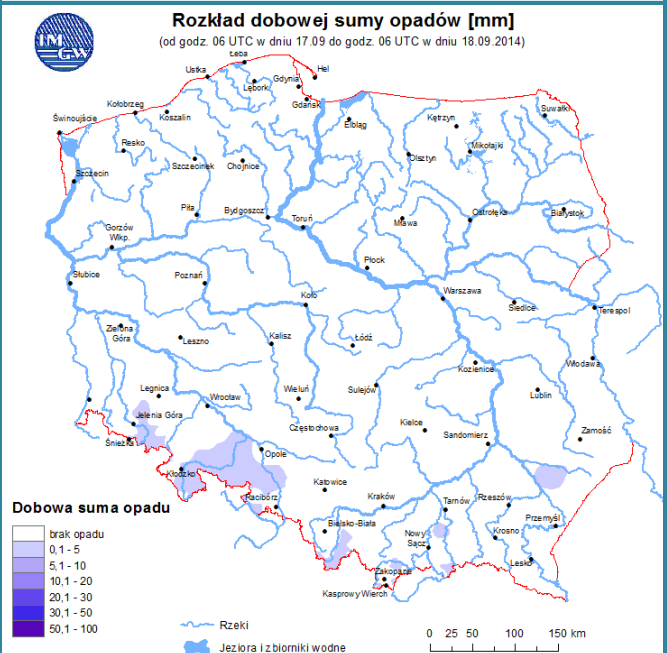 IM
GW
Rozkład dobowej sumy opadów [mm]
(od godz. 06 UTC w dniu 17.09 do godz. 06 UTC w dniu 18.09.2014)
Łeba
Ustka
Hel
Lębork
Gdynia
Gdańsk
Kołobrzeg
Koszalin
Świnoujście
Elbląg
Kętrzyn
Suwałki
Resko
Szczecinek
Chojnice
Olsztyn
Mikołajki
Szczecin
Piła
Bydgoszcz
Toruń
Mława
Ostrołęka
Białystok
Gorzów
Wlkp.
Płock
Słubice
Poznań
Koło
Warszawa
Siedlce
Terespol
Zielona
Góra
Leszno
Kalisz
Łódź
Kozienice
Włodawa
Legnica
Wrocław
Wieluń
Sulejów
Lublin
Jelenia Góra
Częstochowa
Kielce
Sandomierz
Zamość
Śnieżka
Opole
Kłodzko
Katowice
Racibórz
Kraków
Tarnów
Rzeszów
Bielsko-Biała
Nowy
Sącz
Krosno
Przemyśl
Lesko
Zakopane
Kasprowy Wierch
Dobowa suma opadu
brak opadu
0,1 - 5
5,1 - 10
10,1 - 20
20,1 - 30
30,1 - 50
50,1 - 100
Rzeki
Jeziora i zbiorniki wodne
0 25 50 100 150 km